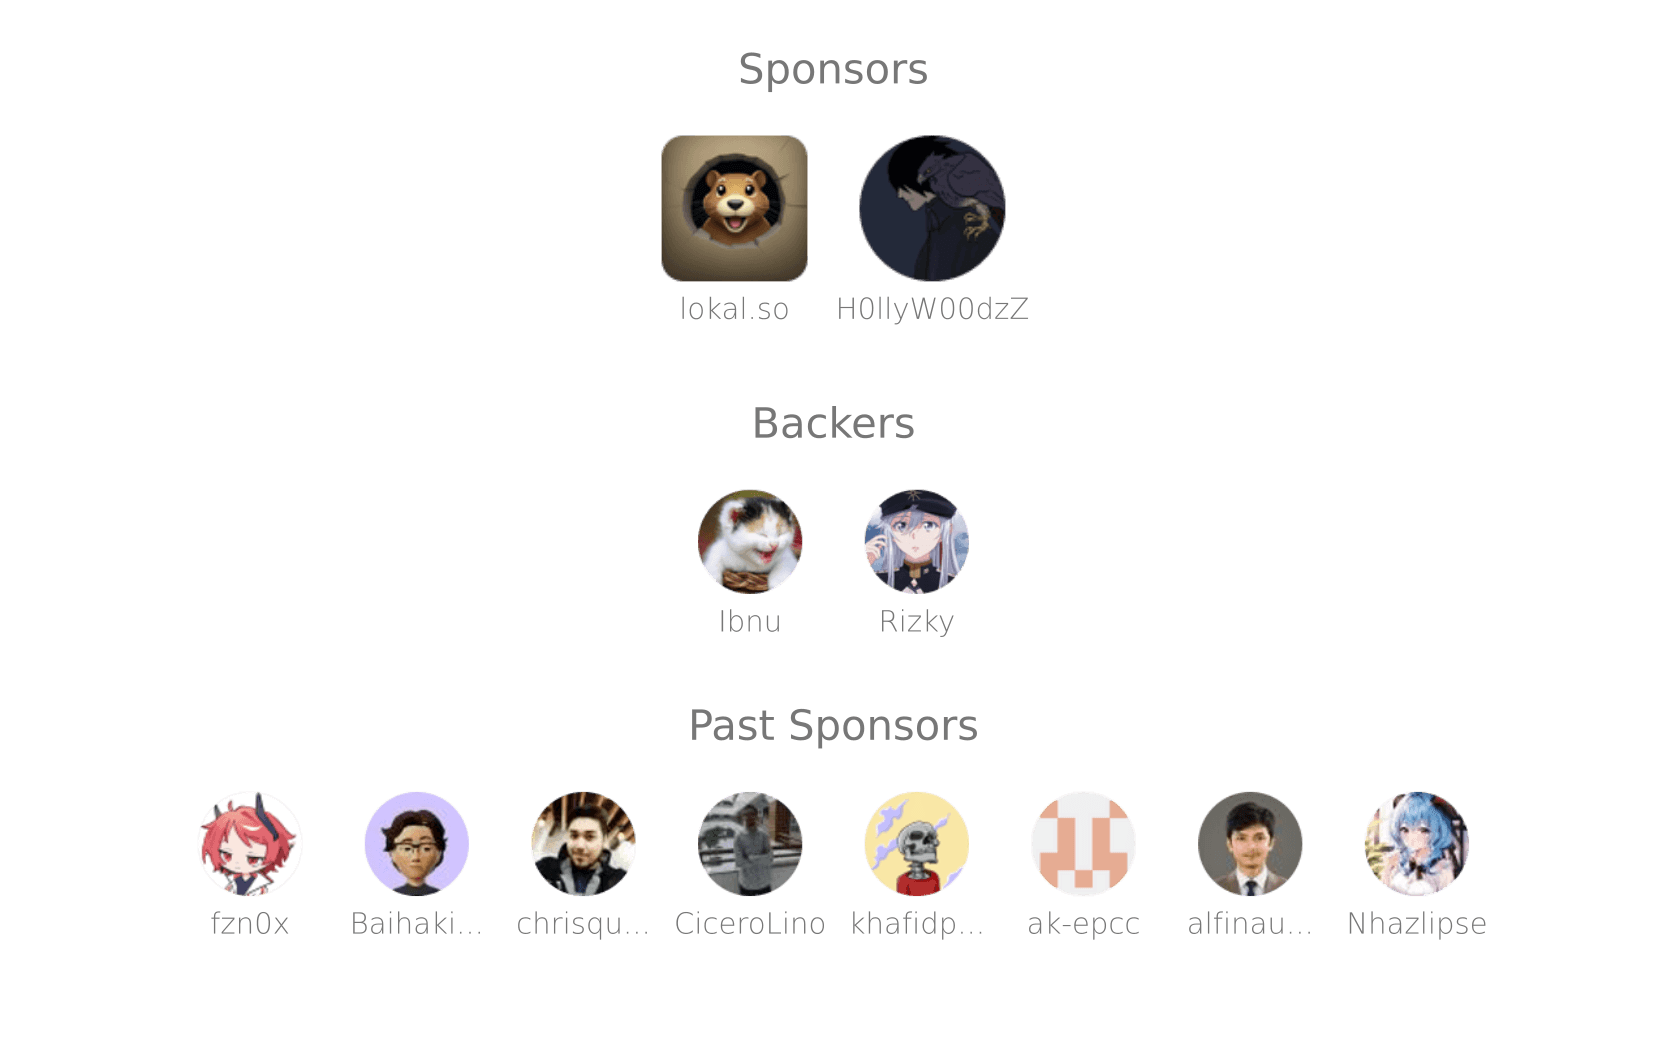 Sponsors
lokal.so H0llyW00dzZ
Backers
Ibnu Rizky
Past Sponsors
fzn0x Baihaki... chrisqu... CiceroLino khafidp... ak-epcc alfinau... Nhazlipse